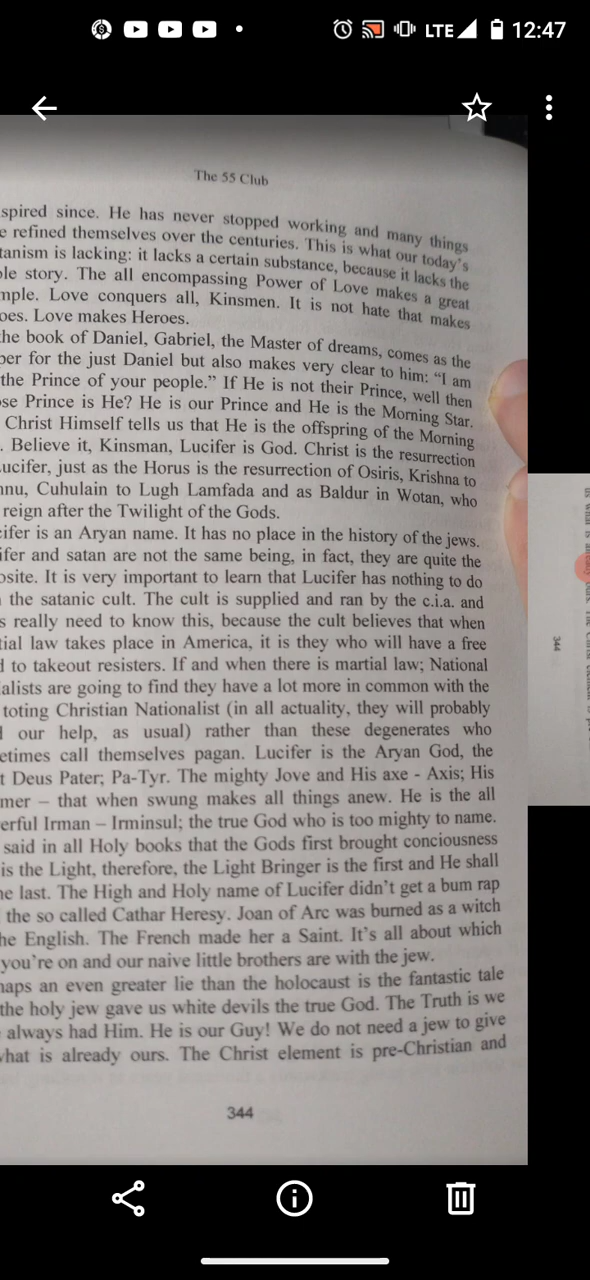 LTE 12:47
The 55 Club
spired since. He has never stopped working and many things
e refined themselves over the centuries. This is what our today's
tanism is lacking: it lacks a certain substance, because it lacks the
ole story. The all encompassing Power of Love makes a great
mple. Love conquers all, Kinsmen. It is not hate that makes
oes. Love makes Heroes.
the book of Daniel, Gabriel, the Master of dreams, comes as the
per for the just Daniel but also makes very clear to him: "I am
the Prince of your people." If He is not their Prince, well then
ose Prince is He? He is our Prince and He is the Morning Star.
Christ Himself tells us that He is the offspring of the Morning
. Believe it, Kinsman, Lucifer is God. Christ is the resurrection
Lucifer, just as the Horus is the resurrection of Osiris, Krishna to
hnu, Cuhulain to Lugh Lamfada and as Baldur in Wotan, who
reign after the Twilight of the Gods.
cifer is an Aryan name. It has no place in the history of the jews.
ifer and satan are not the same being, in fact, they are quite the
osite. It is very important to learn that Lucifer has nothing to do
the satanic cult. The cult is supplied and ran by the c.i.a. and
s really need to know this, because the cult believes that when
tial law takes place in America, it is they who will have a free
d to takeout resisters. If and when there is martial law; National
ialists are going to find they have a lot more in common with the
toting Christian Nationalist (in all actuality, they will probably
d our help, as usual) rather than these degenerates who
etimes call themselves pagan. Lucifer is the Aryan God, the
t Deus Pater; Pa-Tyr. The mighty Jove and His axe - Axis; His
mer – that when swung makes all things anew. He is the all
erful Irman – Irminsul; the true God who is too mighty to name.
said in all Holy books that the Gods first brought conciousness
is the Light, therefore, the Light Bringer is the first and He shall
he last. The High and Holy name of Lucifer didn't get a bum rap
the so called Cathar Heresy. Joan of Arc was burned as a witch
he English. The French made her a Saint. It's all about which
you're on and our naive little brothers are with the jew.
haps an even greater lie than the holocaust is the fantastic tale
the holy jew gave us white devils the true God. The Truth is we
always had Him. He is our Guy! We do not need a jew to give
what is already ours. The Christ element is pre-Christian and
344
344